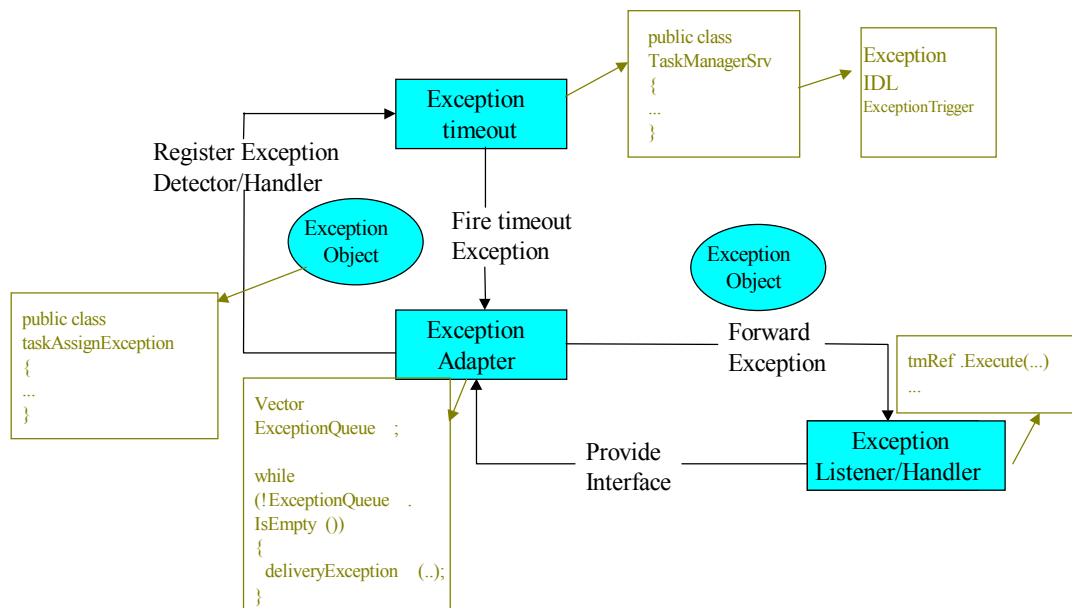 public class
TaskManagerSrv
{
...
}
Exception
IDL
ExceptionTrigger
Exception
timeout
Register Exception
Detector/Handler
Fire timeout
Exception
Exception
Object
Exception
Object
public class
taskAssignException
{
...
}
Exception
Adapter
Forward
Exception
tmRef .Execute(...)
...
Vector
ExceptionQueue ;
while
(!ExceptionQueue .
IsEmpty ())
{
deliveryException (..);
}
Provide
Interface
Exception
Listener/Handler